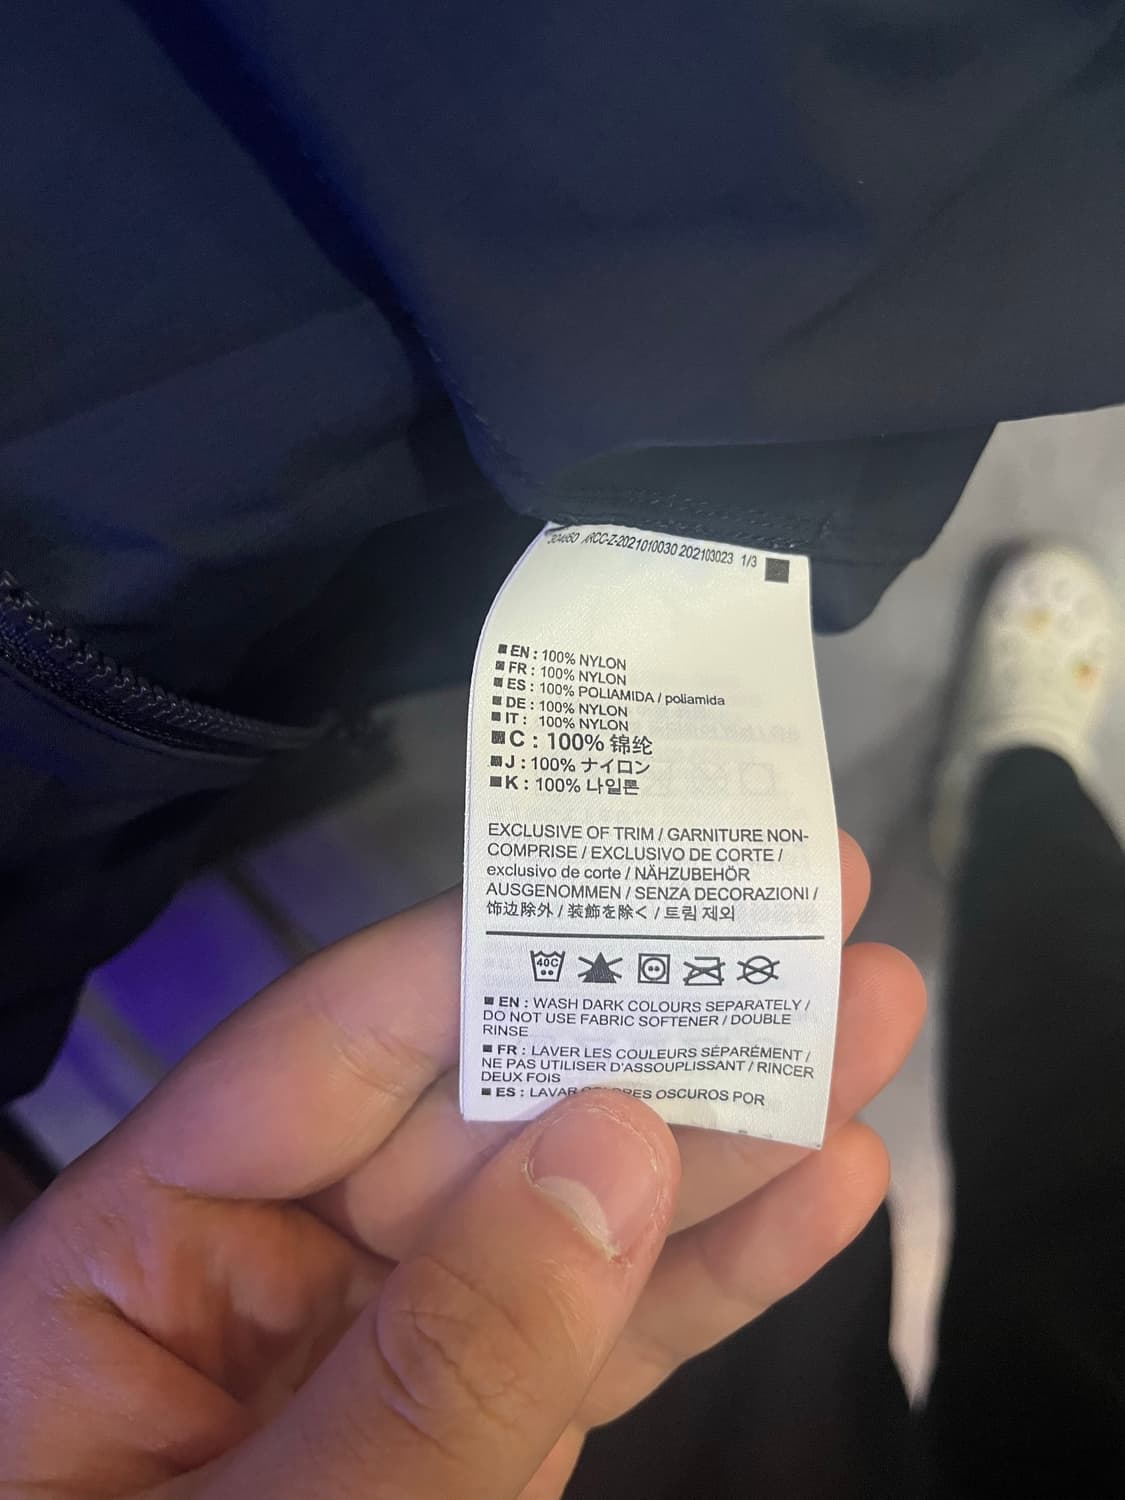 ARCC-Z-2021010030 202103023 1/3
EN : 100% NYLON
FR : 100% NYLON
ES : 100% POLIAMIDA / poliamida
DE : 100% NYLON
IT : 100% NYLON
C : 100% 锦纶
J : 100% ナイロン
K : 100% 나일론
EXCLUSIVE OF TRIM / GARNITURE NON-
COMPRISE / EXCLUSIVO DE CORTE /
exclusivo de corte / NÄHZUBEHÖR
AUSGENOMMEN / SENZA DECORAZIONI /
饰边除外 / 装飾を除く / 트림 제외
40C
EN : WASH DARK COLOURS SEPARATELY /
DO NOT USE FABRIC SOFTENER / DOUBLE
RINSE
FR : LAVER LES COULEURS SÉPARÉMENT /
NE PAS UTILISER D'ASSOUPLISSANT / RINCER
DEUX FOIS
ES : LAVAR OSCUROS POR